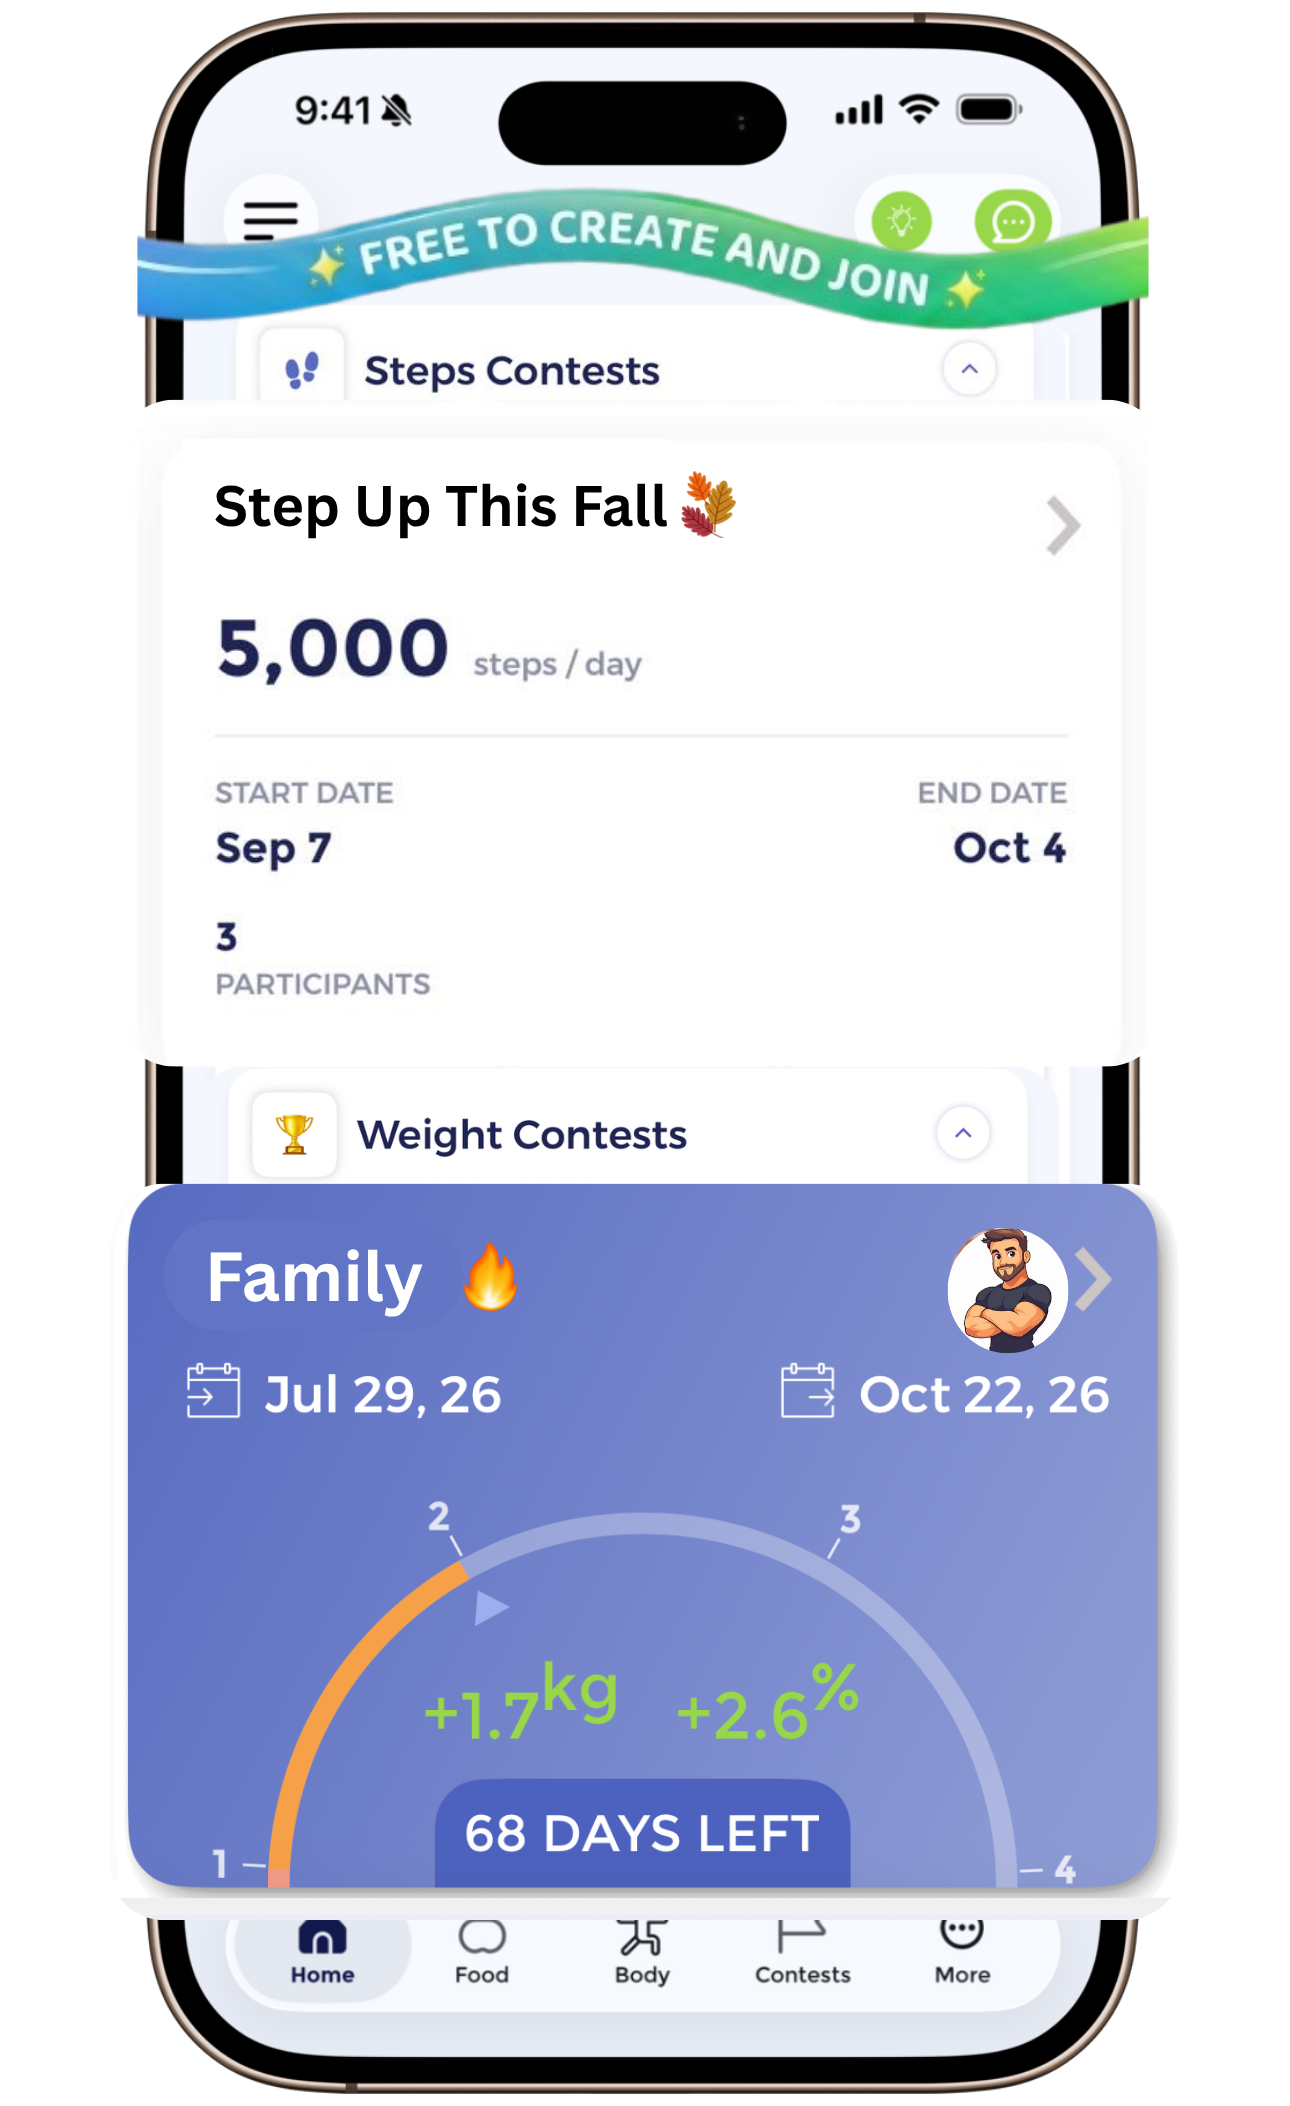 9:41
FREE TO CREATE AND JOIN
Steps Contests
Step Up This Fall
5,000 steps / day
START DATE END DATE
Sep 7 Oct 4
3
PARTICIPANTS
Weight Contests
Family
Jul 29, 26 Oct 22, 26
2 3
+1.7kg +2.6%
68 DAYS LEFT
1 4
Home Food Body Contests More